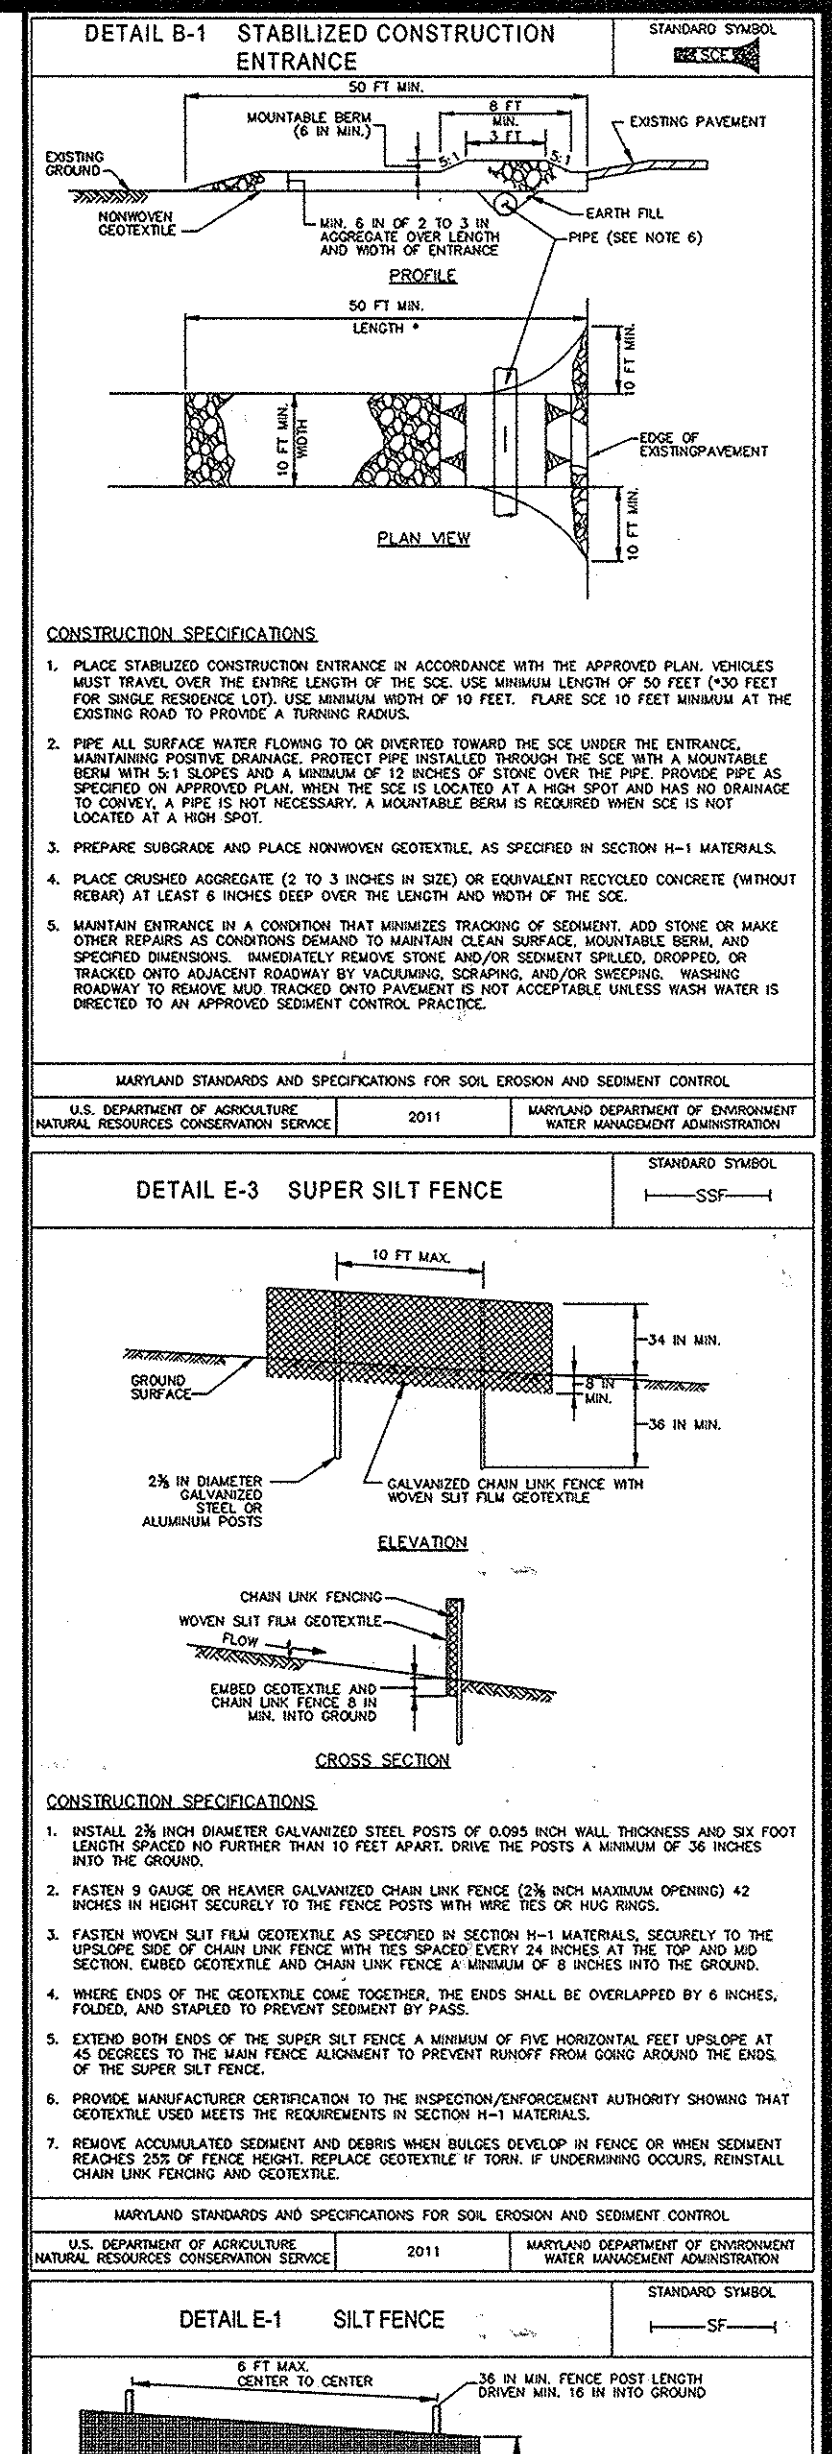 DETAIL B-1 STABILIZED CONSTRUCTION
ENTRANCE
STANDARD SYMBOL
SCE
50 FT MIN.
MOUNTABLE BERM
(6 IN MIN.)
8 FT
MIN.
3 FT
5:1
5:1
EXISTING PAVEMENT
EXISTING
GROUND
NONWOVEN
GEOTEXTILE
MIN. 6 IN OF 2 TO 3 IN
AGGREGATE OVER LENGTH
AND WIDTH OF ENTRANCE
EARTH FILL
PIPE (SEE NOTE 6)
PROFILE
50 FT MIN.
LENGTH *
10 FT MIN.
10 FT MIN.
WIDTH
EDGE OF
EXISTINGPAVEMENT
10 FT MIN.
PLAN VIEW
CONSTRUCTION SPECIFICATIONS
1. PLACE STABILIZED CONSTRUCTION ENTRANCE IN ACCORDANCE WITH THE APPROVED PLAN. VEHICLES
MUST TRAVEL OVER THE ENTIRE LENGTH OF THE SCE. USE MINIMUM LENGTH OF 50 FEET (*30 FEET
FOR SINGLE RESIDENCE LOT). USE MINIMUM WIDTH OF 10 FEET. FLARE SCE 10 FEET MINIMUM AT THE
EXISTING ROAD TO PROVIDE A TURNING RADIUS.
2. PIPE ALL SURFACE WATER FLOWING TO OR DIVERTED TOWARD THE SCE UNDER THE ENTRANCE,
MAINTAINING POSITIVE DRAINAGE. PROTECT PIPE INSTALLED THROUGH THE SCE WITH A MOUNTABLE
BERM WITH 5:1 SLOPES AND A MINIMUM OF 12 INCHES OF STONE OVER THE PIPE. PROVIDE PIPE AS
SPECIFIED ON APPROVED PLAN. WHEN THE SCE IS LOCATED AT A HIGH SPOT AND HAS NO DRAINAGE
TO CONVEY, A PIPE IS NOT NECESSARY. A MOUNTABLE BERM IS REQUIRED WHEN SCE IS NOT
LOCATED AT A HIGH SPOT.
3. PREPARE SUBGRADE AND PLACE NONWOVEN GEOTEXTILE, AS SPECIFIED IN SECTION H-1 MATERIALS.
4. PLACE CRUSHED AGGREGATE (2 TO 3 INCHES IN SIZE) OR EQUIVALENT RECYCLED CONCRETE (WITHOUT
REBAR) AT LEAST 6 INCHES DEEP OVER THE LENGTH AND WIDTH OF THE SCE.
5. MAINTAIN ENTRANCE IN A CONDITION THAT MINIMIZES TRACKING OF SEDIMENT. ADD STONE OR MAKE
OTHER REPAIRS AS CONDITIONS DEMAND TO MAINTAIN CLEAN SURFACE, MOUNTABLE BERM, AND
SPECIFIED DIMENSIONS. IMMEDIATELY REMOVE STONE AND/OR SEDIMENT SPILLED, DROPPED, OR
TRACKED ONTO ADJACENT ROADWAY BY VACUUMING, SCRAPING, AND/OR SWEEPING. WASHING
ROADWAY TO REMOVE MUD TRACKED ONTO PAVEMENT IS NOT ACCEPTABLE UNLESS WASH WATER IS
DIRECTED TO AN APPROVED SEDIMENT CONTROL PRACTICE.
MARYLAND STANDARDS AND SPECIFICATIONS FOR SOIL EROSION AND SEDIMENT CONTROL
U.S. DEPARTMENT OF AGRICULTURE
NATURAL RESOURCES CONSERVATION SERVICE
2011
MARYLAND DEPARTMENT OF ENVIRONMENT
WATER MANAGEMENT ADMINISTRATION
DETAIL E-3 SUPER SILT FENCE
STANDARD SYMBOL
SSF
10 FT MAX.
34 IN MIN.
GROUND
SURFACE
8 IN
MIN.
36 IN MIN.
2⅜ IN DIAMETER
GALVANIZED
STEEL OR
ALUMINUM POSTS
GALVANIZED CHAIN LINK FENCE WITH
WOVEN SLIT FILM GEOTEXTILE
ELEVATION
CHAIN LINK FENCING
WOVEN SLIT FILM GEOTEXTILE
FLOW
EMBED GEOTEXTILE AND
CHAIN LINK FENCE 8 IN
MIN. INTO GROUND
CROSS SECTION
CONSTRUCTION SPECIFICATIONS
1. INSTALL 2⅜ INCH DIAMETER GALVANIZED STEEL POSTS OF 0.095 INCH WALL THICKNESS AND SIX FOOT
LENGTH SPACED NO FURTHER THAN 10 FEET APART. DRIVE THE POSTS A MINIMUM OF 36 INCHES
INTO THE GROUND.
2. FASTEN 9 GAUGE OR HEAVIER GALVANIZED CHAIN LINK FENCE (2⅜ INCH MAXIMUM OPENING) 42
INCHES IN HEIGHT SECURELY TO THE FENCE POSTS WITH WIRE TIES OR HUG RINGS.
3. FASTEN WOVEN SLIT FILM GEOTEXTILE AS SPECIFIED IN SECTION H-1 MATERIALS, SECURELY TO THE
UPSLOPE SIDE OF CHAIN LINK FENCE WITH TIES SPACED EVERY 24 INCHES AT THE TOP AND MID
SECTION. EMBED GEOTEXTILE AND CHAIN LINK FENCE A MINIMUM OF 8 INCHES INTO THE GROUND.
4. WHERE ENDS OF THE GEOTEXTILE COME TOGETHER, THE ENDS SHALL BE OVERLAPPED BY 6 INCHES,
FOLDED, AND STAPLED TO PREVENT SEDIMENT BY PASS.
5. EXTEND BOTH ENDS OF THE SUPER SILT FENCE A MINIMUM OF FIVE HORIZONTAL FEET UPSLOPE AT
45 DEGREES TO THE MAIN FENCE ALIGNMENT TO PREVENT RUNOFF FROM GOING AROUND THE ENDS
OF THE SUPER SILT FENCE.
6. PROVIDE MANUFACTURER CERTIFICATION TO THE INSPECTION/ENFORCEMENT AUTHORITY SHOWING THAT
GEOTEXTILE USED MEETS THE REQUIREMENTS IN SECTION H-1 MATERIALS.
7. REMOVE ACCUMULATED SEDIMENT AND DEBRIS WHEN BULGES DEVELOP IN FENCE OR WHEN SEDIMENT
REACHES 25% OF FENCE HEIGHT. REPLACE GEOTEXTILE IF TORN. IF UNDERMINING OCCURS, REINSTALL
CHAIN LINK FENCING AND GEOTEXTILE.
MARYLAND STANDARDS AND SPECIFICATIONS FOR SOIL EROSION AND SEDIMENT CONTROL
U.S. DEPARTMENT OF AGRICULTURE
NATURAL RESOURCES CONSERVATION SERVICE
2011
MARYLAND DEPARTMENT OF ENVIRONMENT
WATER MANAGEMENT ADMINISTRATION
DETAIL E-1 SILT FENCE
STANDARD SYMBOL
SF
6 FT MAX.
CENTER TO CENTER
36 IN MIN. FENCE POST LENGTH
DRIVEN MIN. 16 IN INTO GROUND